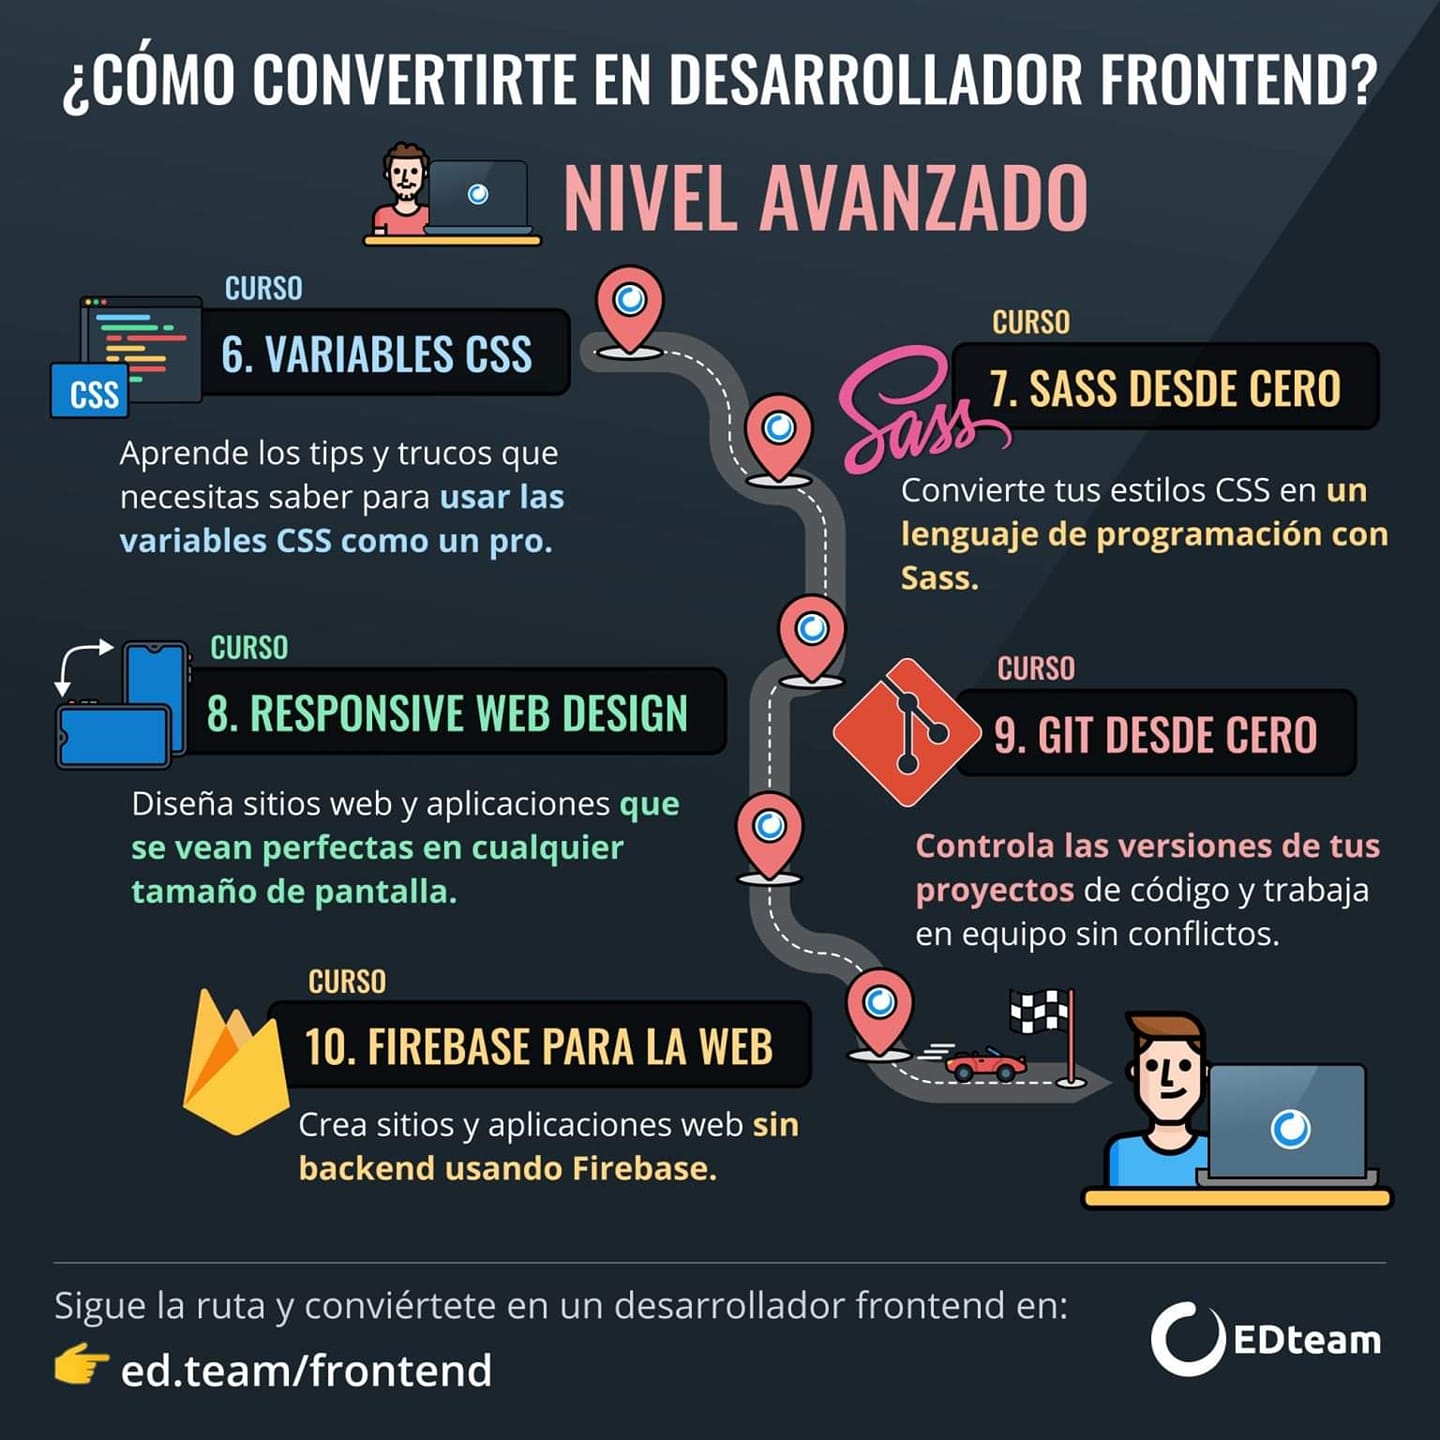 ¿CÓMO CONVERTIRTE EN DESARROLLADOR FRONTEND?
NIVEL AVANZADO
CURSO
6. VARIABLES CSS
CSS
Aprende los tips y trucos que
necesitas saber para usar las
variables CSS como un pro.
CURSO
7. SASS DESDE CERO
Sass
Convierte tus estilos CSS en un
lenguaje de programación con
Sass.
CURSO
8. RESPONSIVE WEB DESIGN
Diseña sitios web y aplicaciones que
se vean perfectas en cualquier
tamaño de pantalla.
CURSO
9. GIT DESDE CERO
Controla las versiones de tus
proyectos de código y trabaja
en equipo sin conflictos.
CURSO
10. FIREBASE PARA LA WEB
Crea sitios y aplicaciones web sin
backend usando Firebase.
Sigue la ruta y conviértete en un desarrollador frontend en:
ed.team/frontend
EDteam